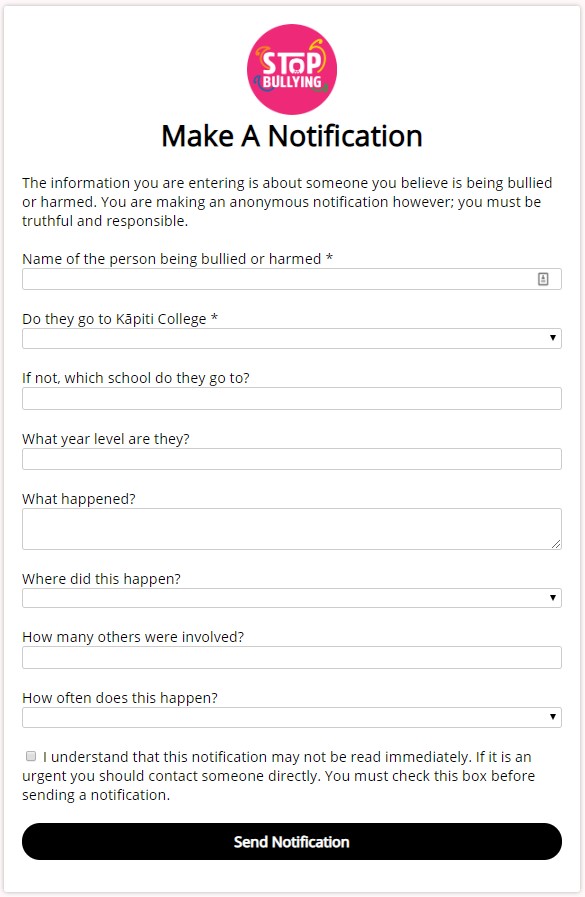 STOP
BULLYING
Make A Notification
The information you are entering is about someone you believe is being bullied
or harmed. You are making an anonymous notification however; you must be
truthful and responsible.
Name of the person being bullied or harmed *
Do they go to Kāpiti College *
If not, which school do they go to?
What year level are they?
What happened?
Where did this happen?
How many others were involved?
How often does this happen?
I understand that this notification may not be read immediately. If it is an
urgent you should contact someone directly. You must check this box before
sending a notification.
Send Notification